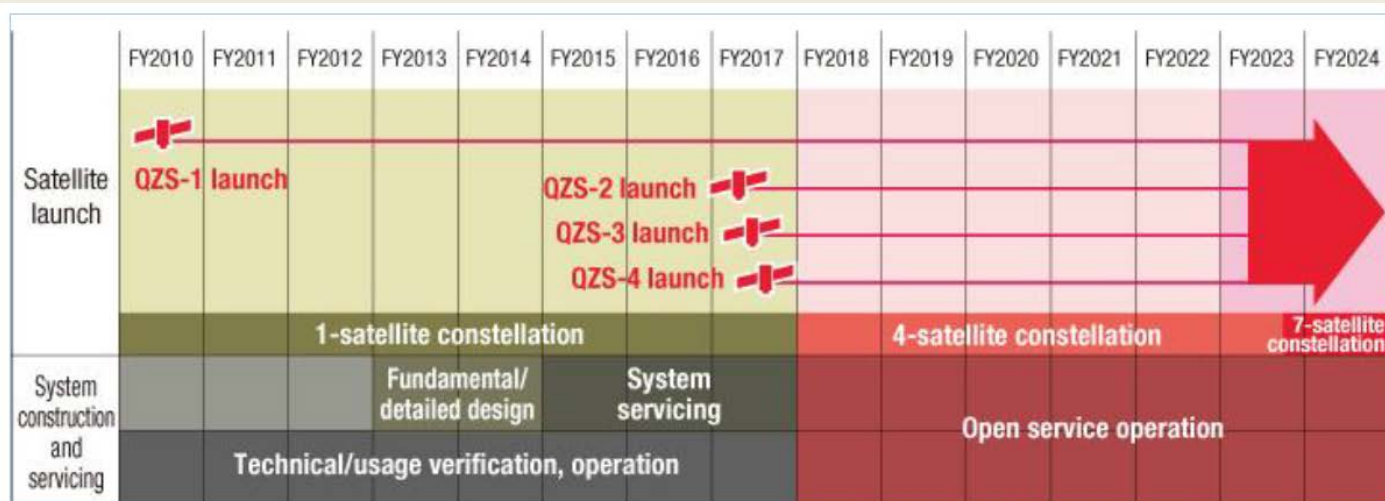 FY2010 FY2011 FY2012 FY2013 FY2014 FY2015 FY2016 FY2017 FY2018 FY2019 FY2020 FY2021 FY2022 FY2023 FY2024
Satellite
launch
QZS-1 launch
QZS-2 launch
QZS-3 launch
QZS-4 launch
1-satellite constellation
4-satellite constellation
7-satellite
constellation
System
construction
and
servicing
Fundamental/
detailed design
System
servicing
Technical/usage verification, operation
Open service operation